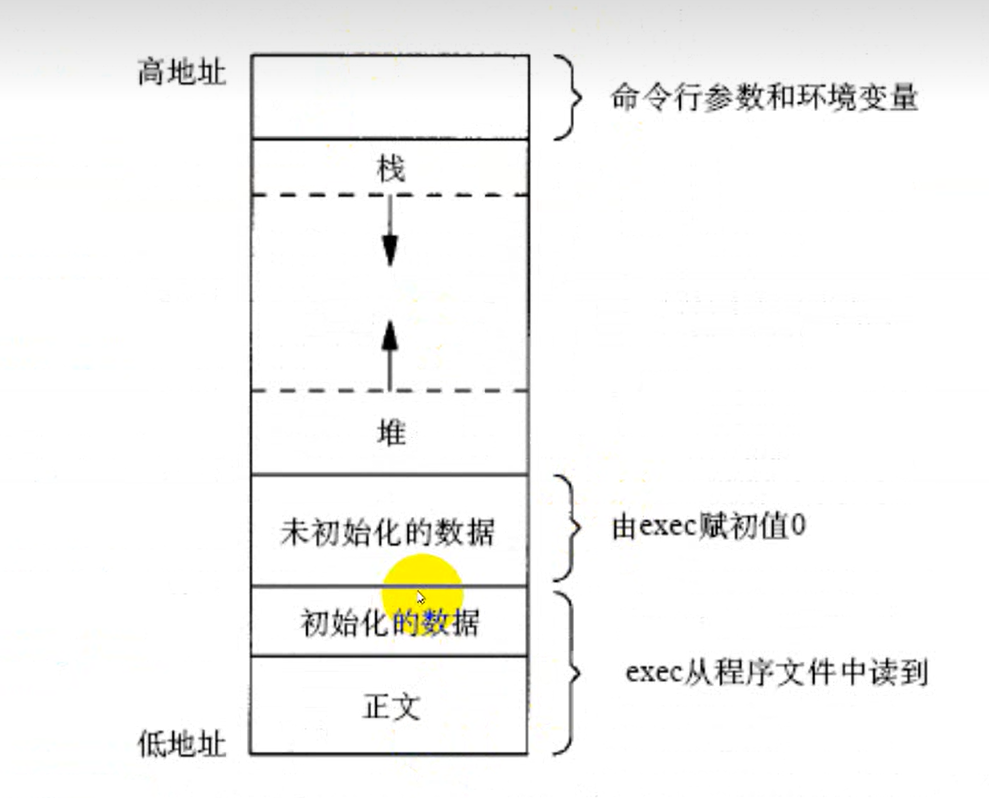 高地址
命令行参数和环境变量
栈
堆
未初始化的数据
由exec赋初值0
初始化的数据
exec从程序文件中读到
正文
低地址